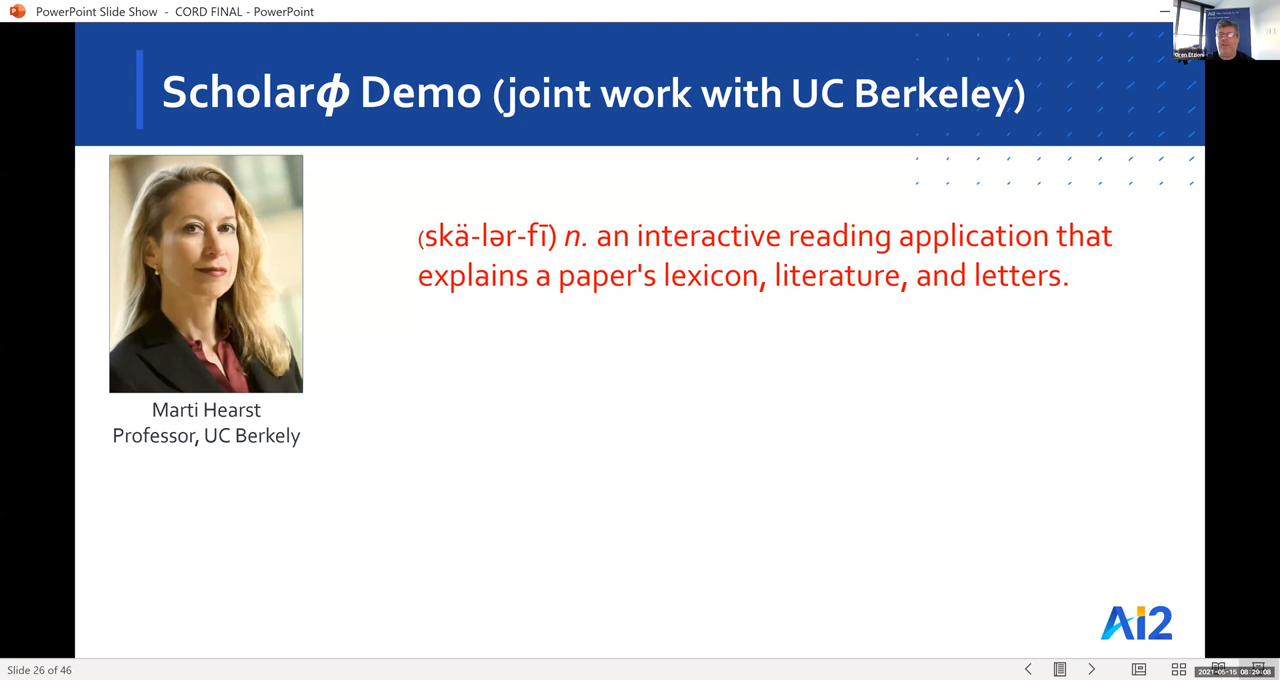 PowerPoint Slide Show - CORD FINAL - PowerPoint
Oren Etzioni
Scholarϕ Demo (joint work with UC Berkeley)
(skä-lər-fī) n. an interactive reading application that
explains a paper's lexicon, literature, and letters.
Marti Hearst
Professor, UC Berkely
Ai2
Slide 26 of 46
2021-05-15 08:29:08